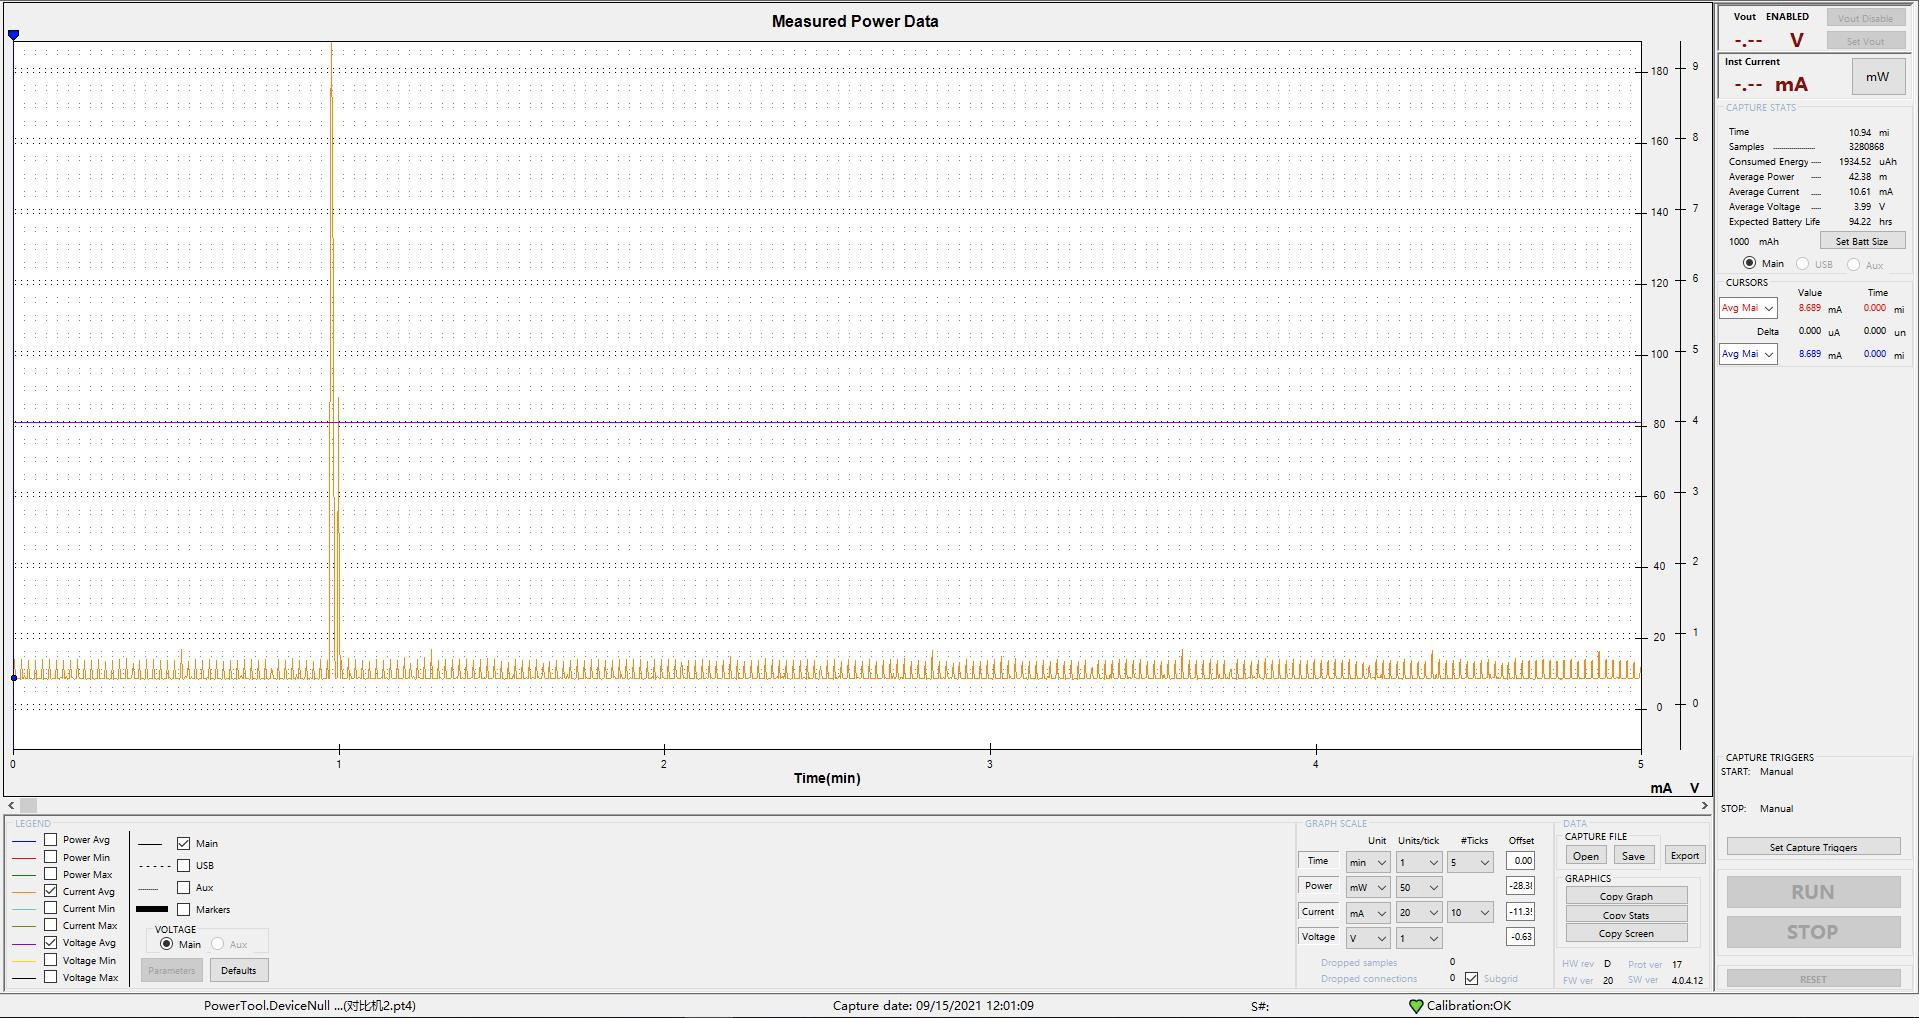 Measured Power Data
180 9
160 8
140 7
120 6
100 5
80 4
60 3
40 2
20 1
0 0
0 1 2 3 4 5
Time(min)
mA V
Vout ENABLED Vout Disable
-.-- V Set Vout
Inst Current
-.-- mA mW
CAPTURE STATS
Time 10.94 mi
Samples 3280868
Consumed Energy 1934.52 uAh
Average Power 42.38 m
Average Current 10.61 mA
Average Voltage 3.99 V
Expected Battery Life 94.22 hrs
1000 mAh Set Batt Size
Main USB Aux
CURSORS
Value Time
Avg Mai 8.689 mA 0.000 mi
Delta 0.000 uA 0.000 un
Avg Mai 8.689 mA 0.000 mi
CAPTURE TRIGGERS
START: Manual
STOP: Manual
Set Capture Triggers
RUN
STOP
RESET
LEGEND
Power Avg
Power Min
Power Max
Current Avg
Current Min
Current Max
Voltage Avg
Voltage Min
Voltage Max
Main
USB
Aux
Markers
VOLTAGE
Main Aux
Parameters Defaults
GRAPH SCALE
Unit Units/tick #Ticks Offset
Time min 1 5 0.00
Power mW 50 -28.3
Current mA 20 10 -11.3
Voltage V 1 -0.63
Dropped samples 0
Dropped connections 0 Subgrid
DATA
CAPTURE FILE
Open Save Export
GRAPHICS
Copy Graph
Copy Stats
Copy Screen
HW rev D Prot ver 17
FW ver 20 SW ver 4.0.4.12
PowerTool.DeviceNull ...(对比机2.pt4) Capture date: 09/15/2021 12:01:09 S#: Calibration:OK